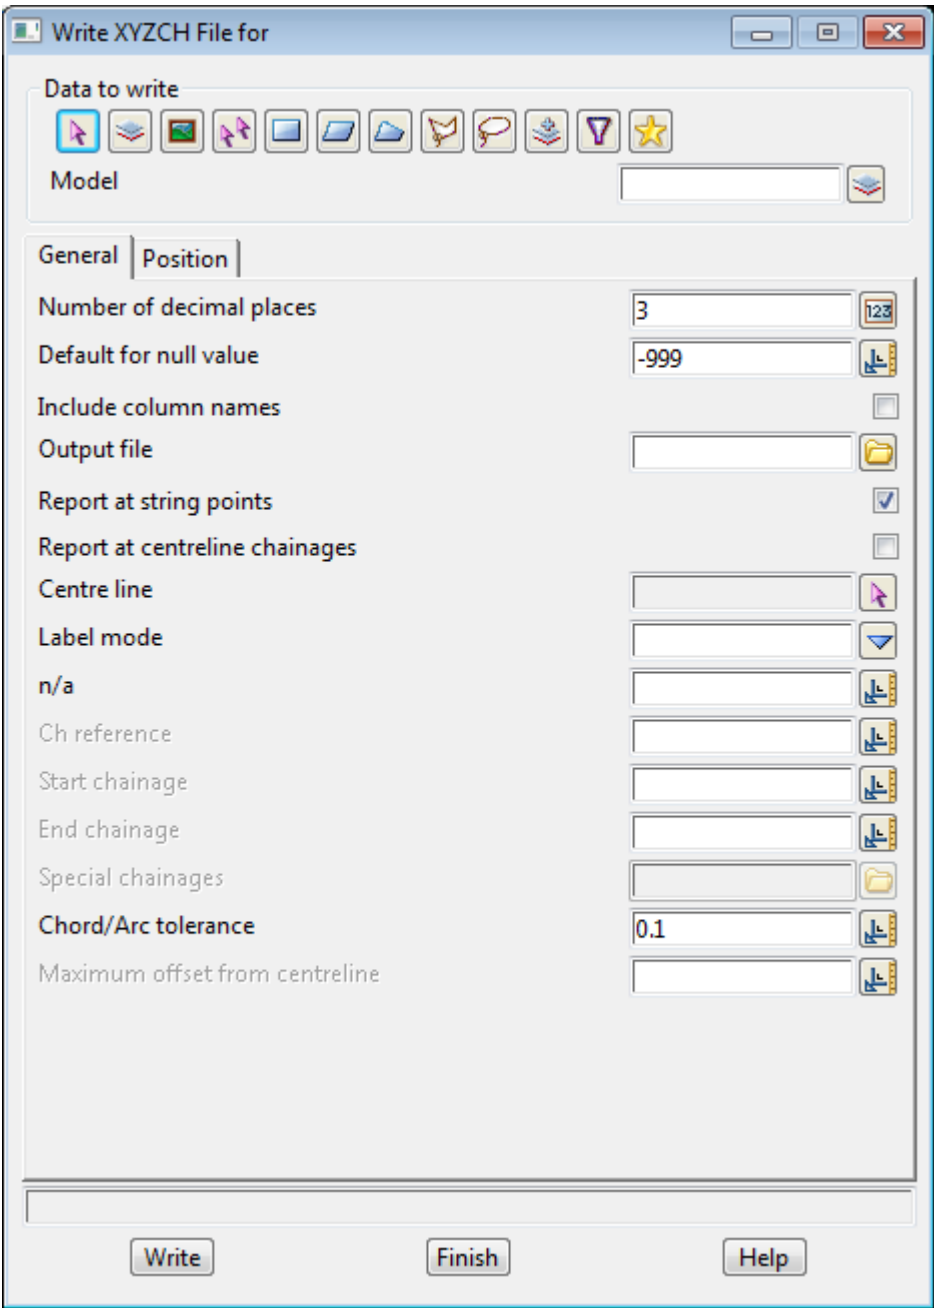 Write XYZCH File for
Data to write
Model
General Position
Number of decimal places 3 123
Default for null value -999
Include column names
Output file
Report at string points
Report at centreline chainages
Centre line
Label mode
n/a
Ch reference
Start chainage
End chainage
Special chainages
Chord/Arc tolerance 0.1
Maximum offset from centreline
Write Finish Help